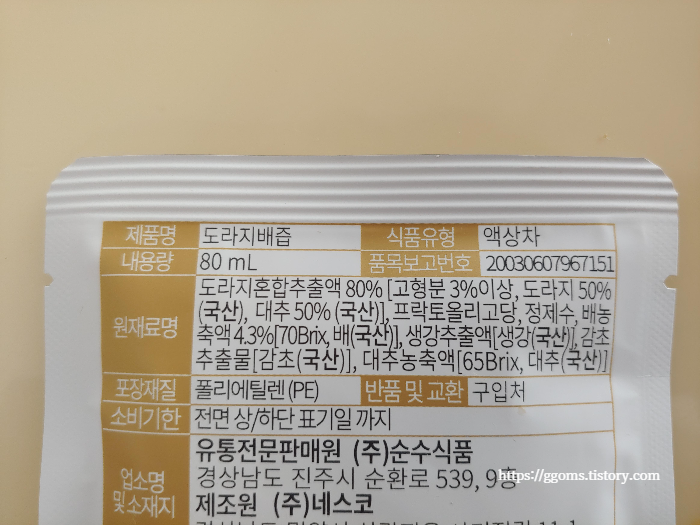 제품명 도라지배즙 식품유형 액상차
내용량 80 mL 품목보고번호 20030607967151
원재료명 도라지혼합추출액 80% [고형분 3%이상, 도라지 50%
(국산), 대추 50% (국산)], 프락토올리고당, 정제수, 배농
축액 4.3%[70Brix, 배(국산)], 생강추출액[생강(국산)], 감초
추출물[감초(국산)], 대추농축액[65Brix, 대추(국산)]
포장재질 폴리에틸렌(PE) 반품 및 교환 구입처
소비기한 전면 상/하단 표기일 까지
업소명 및 소재지 유통전문판매원 (주)순수식품
경상남도 진주시 순환로 539, 9층
제조원 (주)네스코
https://ggoms.tistory.com